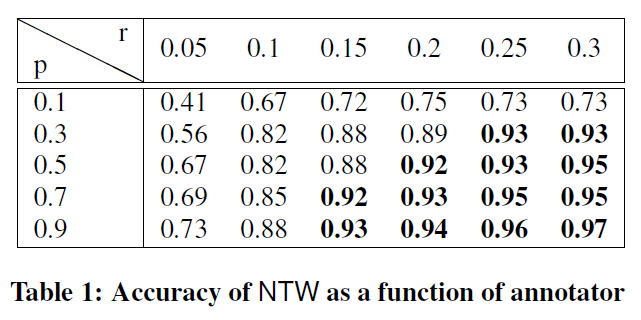 r
p
0.05 0.1 0.15 0.2 0.25 0.3
0.1 0.41 0.67 0.72 0.75 0.73 0.73
0.3 0.56 0.82 0.88 0.89 0.93 0.93
0.5 0.67 0.82 0.88 0.92 0.93 0.95
0.7 0.69 0.85 0.92 0.93 0.95 0.95
0.9 0.73 0.88 0.93 0.94 0.96 0.97
Table 1: Accuracy of NTW as a function of annotator